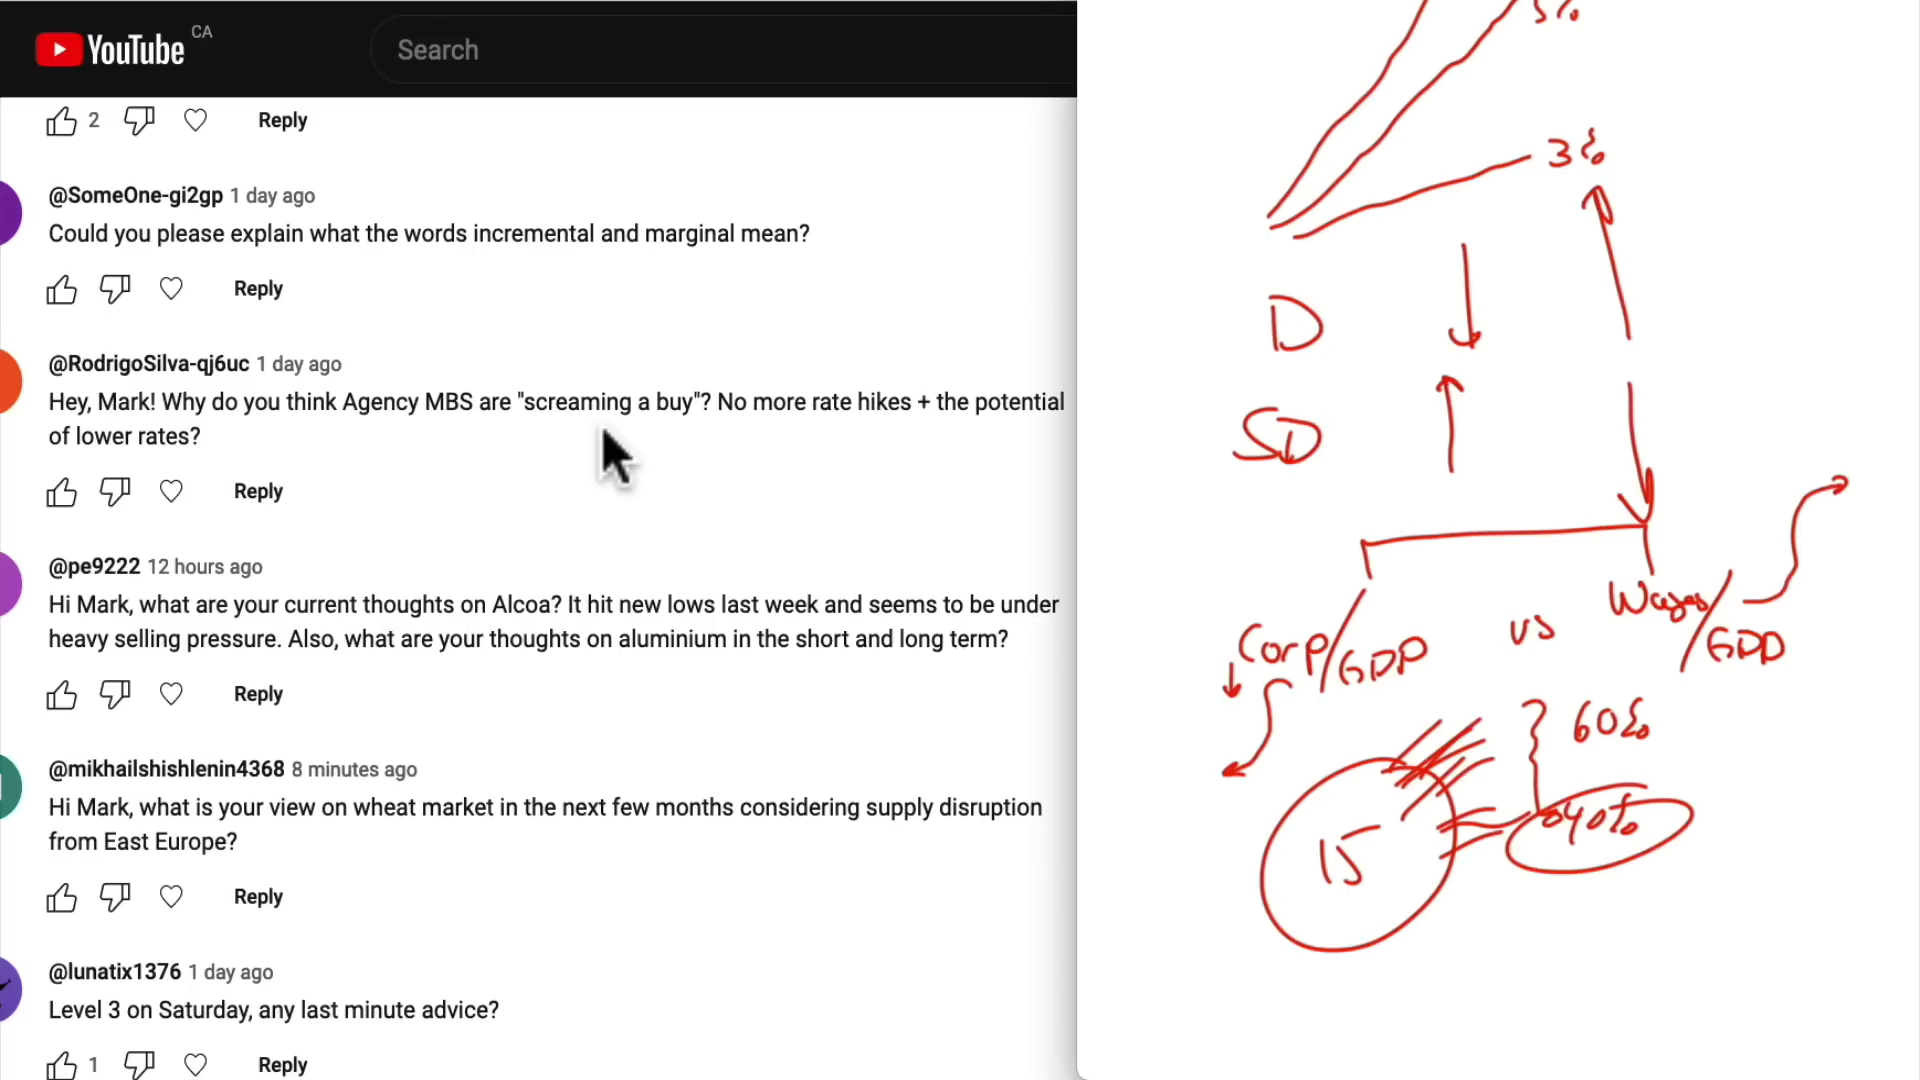 YouTube CA
Search
2 Reply
@SomeOne-gi2gp 1 day ago
Could you please explain what the words incremental and marginal mean?
Reply
@RodrigoSilva-qj6uc 1 day ago
Hey, Mark! Why do you think Agency MBS are "screaming a buy"? No more rate hikes + the potential
of lower rates?
Reply
@pe9222 12 hours ago
Hi Mark, what are your current thoughts on Alcoa? It hit new lows last week and seems to be under
heavy selling pressure. Also, what are your thoughts on aluminium in the short and long term?
Reply
@mikhailshishlenin4368 8 minutes ago
Hi Mark, what is your view on wheat market in the next few months considering supply disruption
from East Europe?
Reply
@lunatix1376 1 day ago
Level 3 on Saturday, any last minute advice?
1 Reply
3%
D
SD
Corp/GDP vs Wages/GDP
60%
15